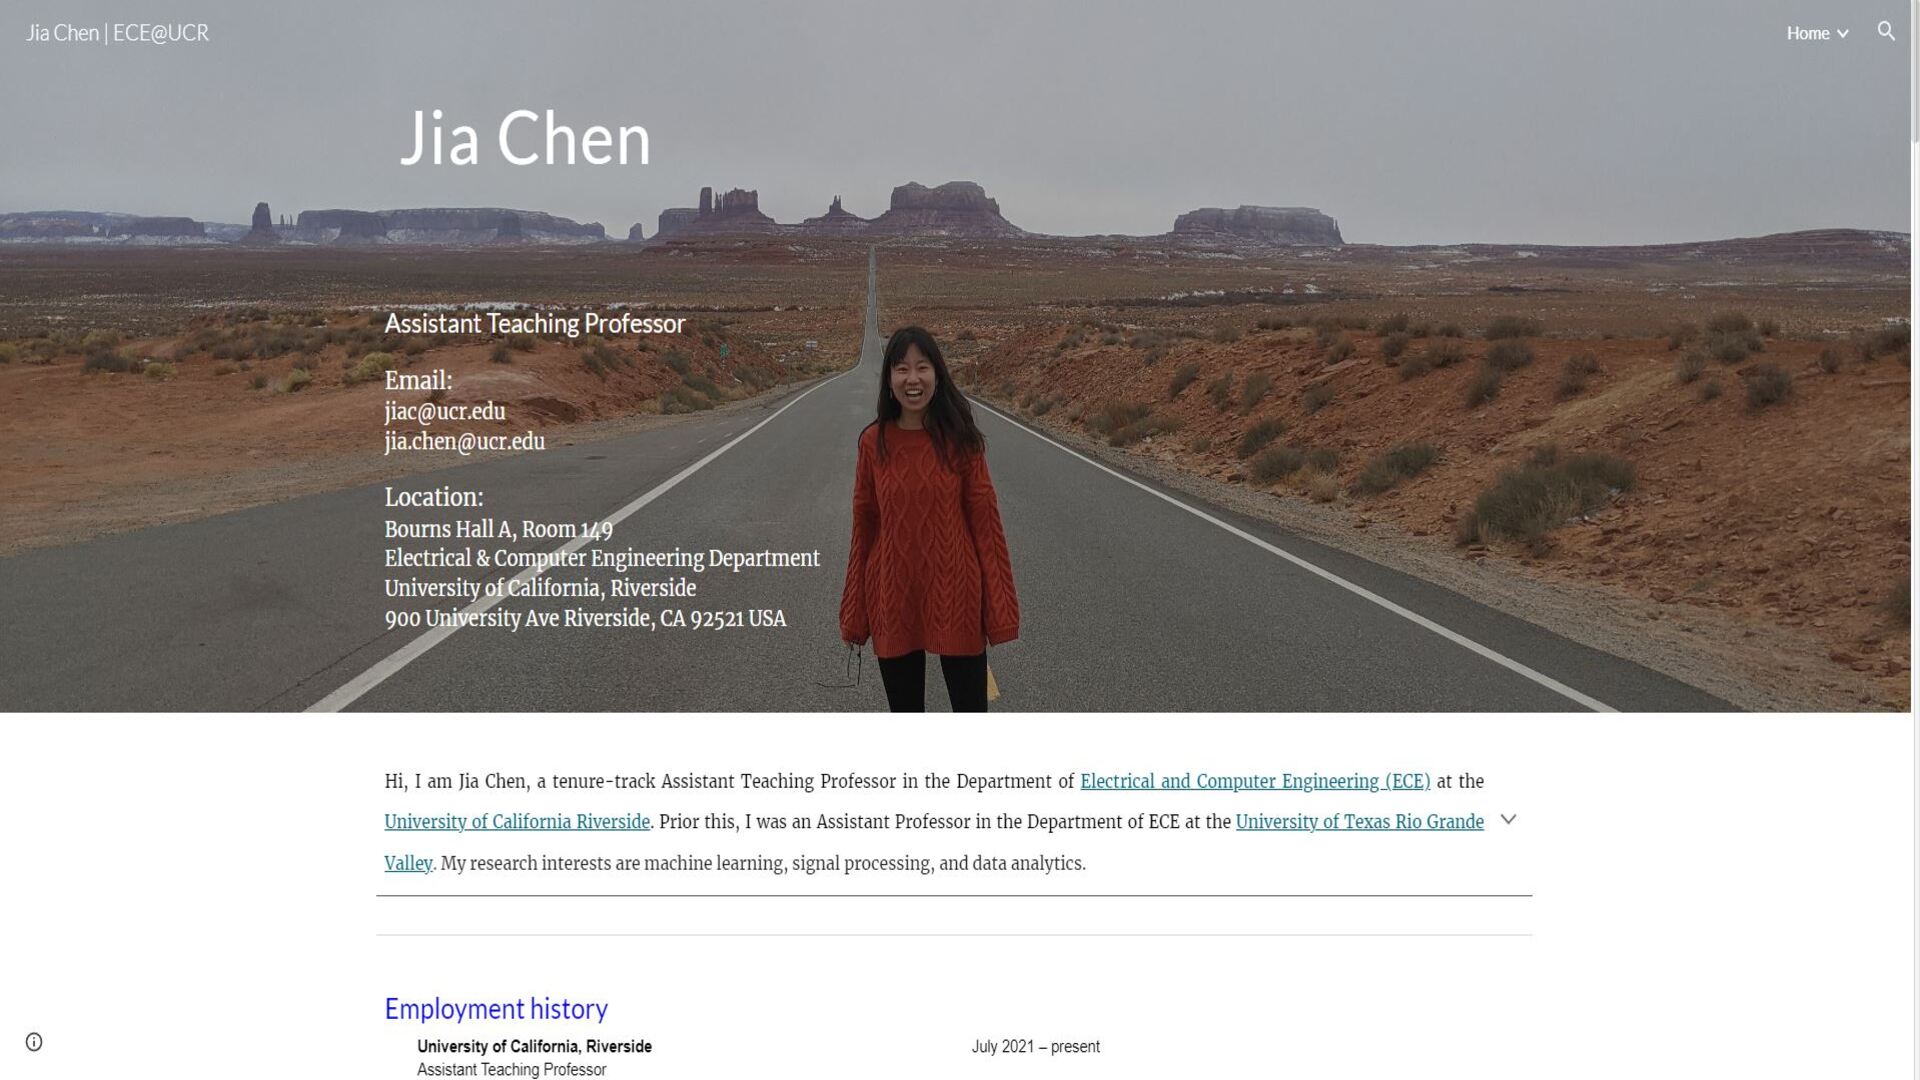 Jia Chen | ECE@UCR
Home
Jia Chen
Assistant Teaching Professor
Email:
jiac@ucr.edu
jia.chen@ucr.edu
Location:
Bourns Hall A, Room 149
Electrical & Computer Engineering Department
University of California, Riverside
900 University Ave Riverside, CA 92521 USA
Hi, I am Jia Chen, a tenure-track Assistant Teaching Professor in the Department of Electrical and Computer Engineering (ECE) at the
University of California Riverside. Prior this, I was an Assistant Professor in the Department of ECE at the University of Texas Rio Grande
Valley. My research interests are machine learning, signal processing, and data analytics.
Employment history
University of California, Riverside July 2021 – present
Assistant Teaching Professor